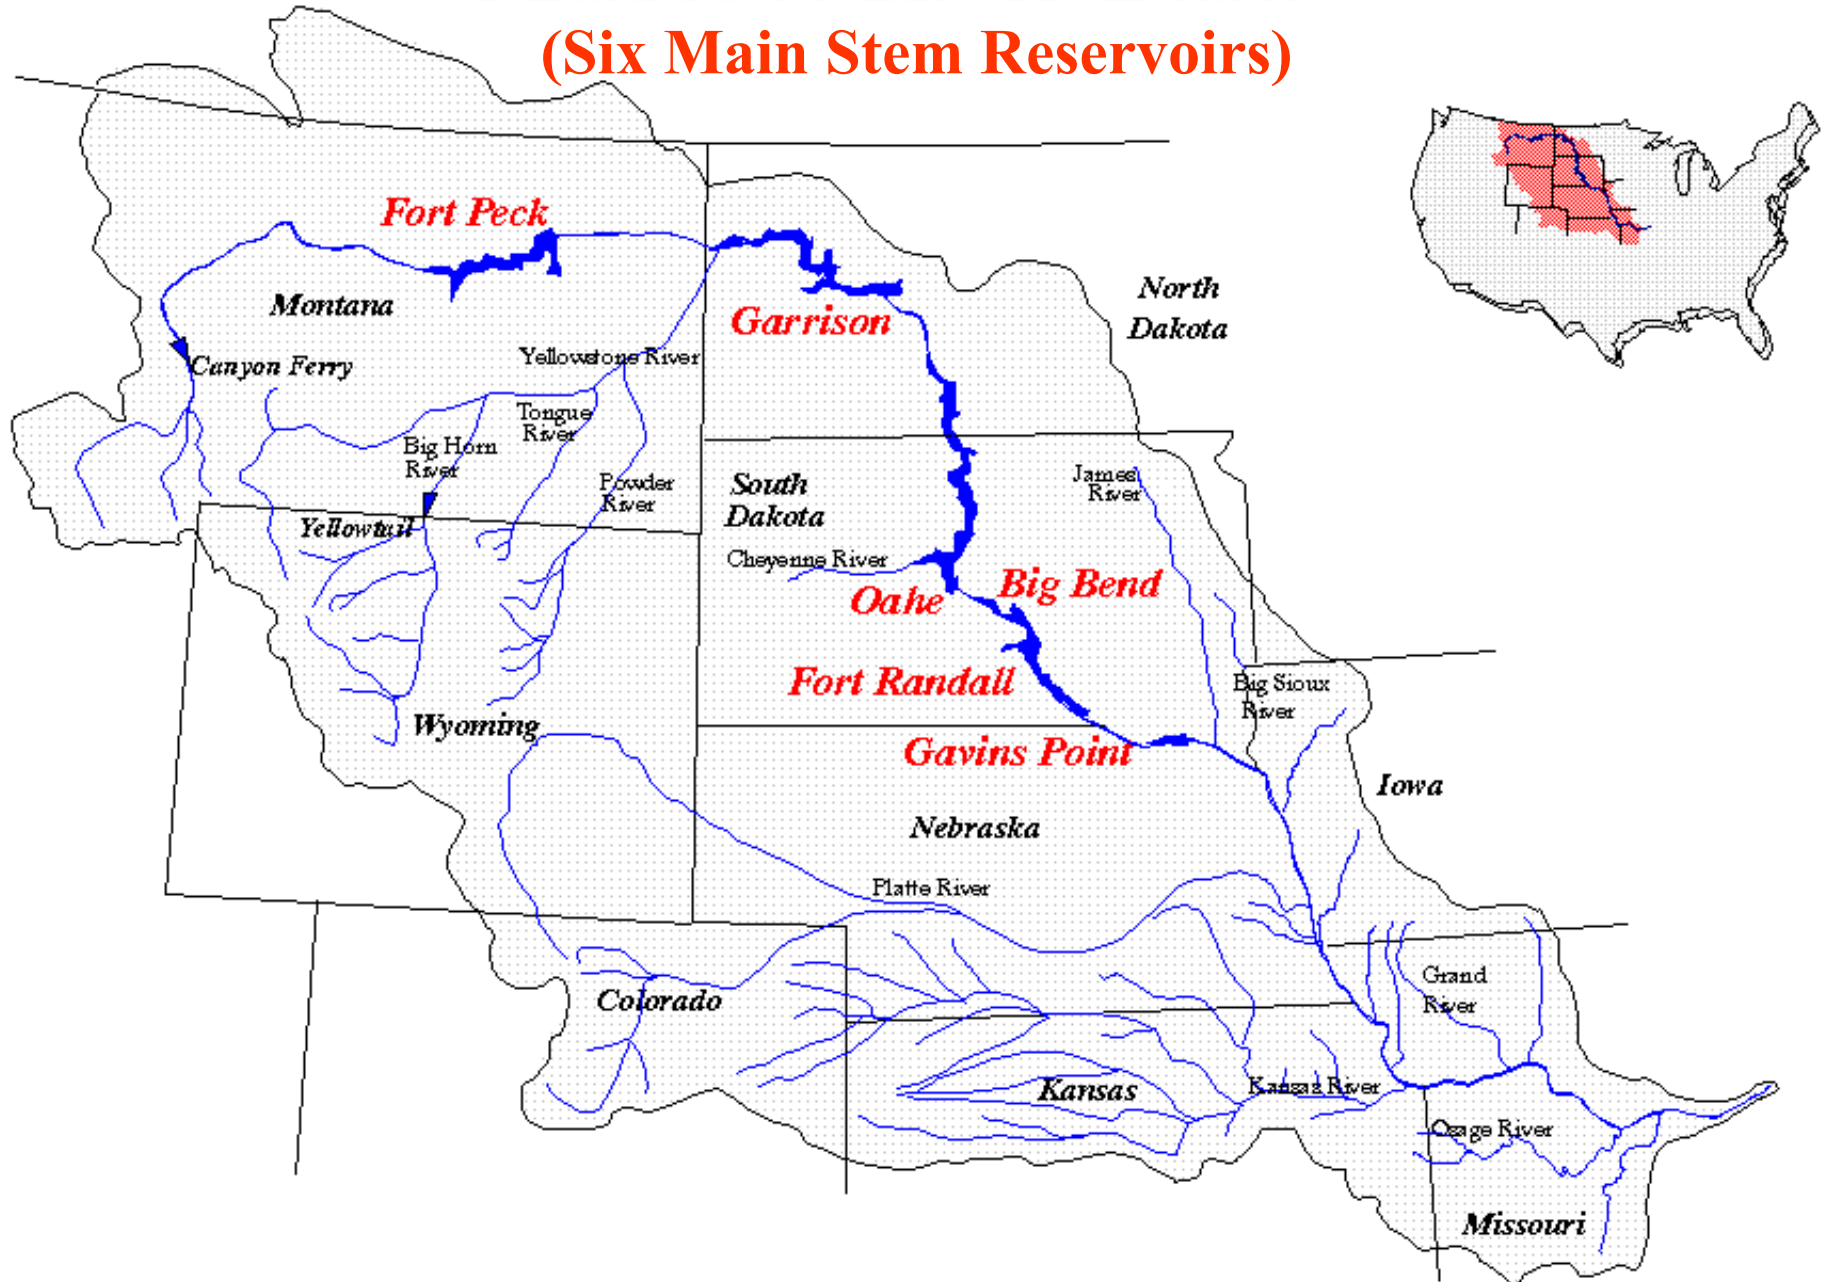 (Six Main Stem Reservoirs)
Fort Peck
Montana
Garrison
North
Dakota
Canyon Ferry
Yellowstone River
Tongue
River
Big Horn
River
Powder
River
South
Dakota
James
River
Yellowtail
Cheyenne River
Oahe
Big Bend
Fort Randall
Big Sioux
River
Wyoming
Gavins Point
Iowa
Nebraska
Platte River
Grand
River
Colorado
Kansas
Kansas River
Osage River
Missouri